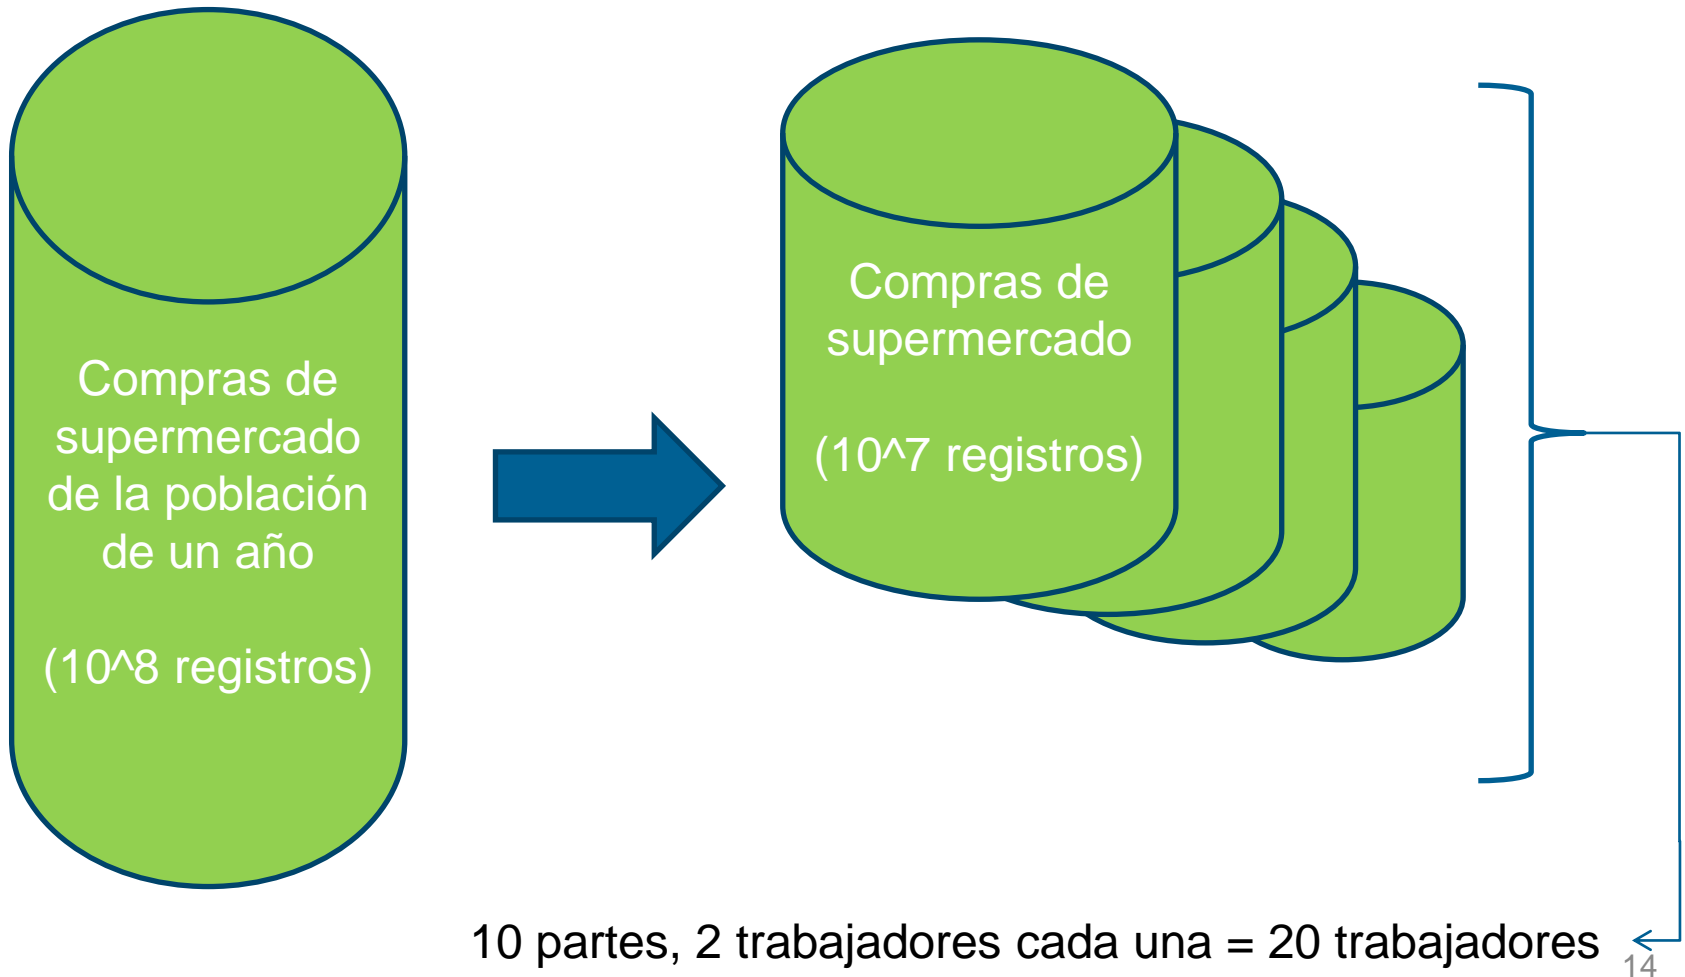 Compras de
supermercado
de la población
de un año
(10^8 registros)
Compras de
supermercado
(10^7 registros)
10 partes, 2 trabajadores cada una = 20 trabajadores
14